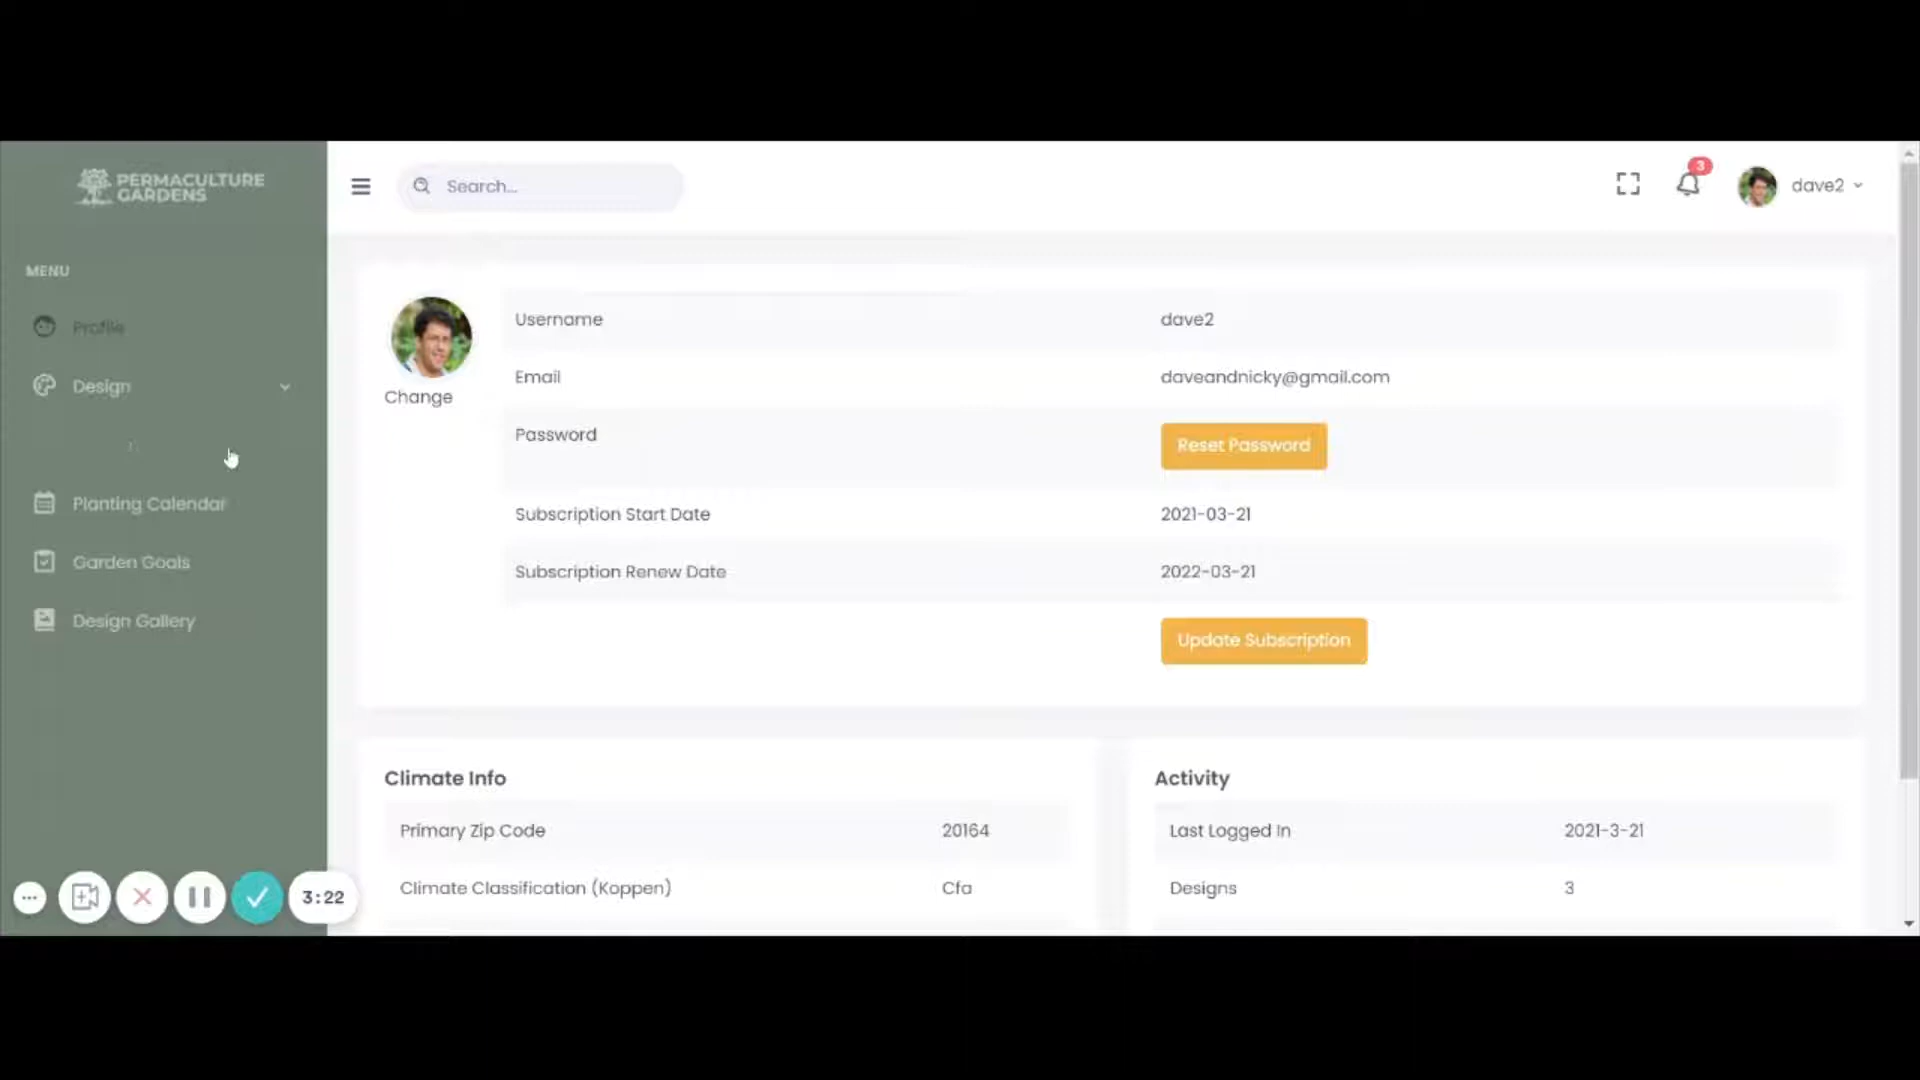 PERMACULTURE
GARDENS
Search...
3
dave2
MENU
Profile
Design
Planting Calendar
Garden Goals
Design Gallery
Change
Username dave2
Email daveandnicky@gmail.com
Password Reset Password
Subscription Start Date 2021-03-21
Subscription Renew Date 2022-03-21
Update Subscription
Climate Info
Primary Zip Code 20164
Climate Classification (Koppen) Cfa
Activity
Last Logged In 2021-3-21
Designs 3
3:22